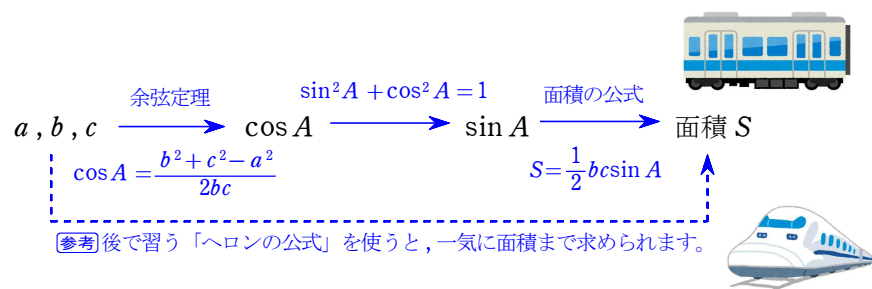 余弦定理
sin²A + cos²A = 1
面積の公式
a , b , c
cos A
sin A
面積 S
cos A = (b² + c² − a²) / 2bc
S = 1/2 bc sin A
参考 後で習う「ヘロンの公式」を使うと , 一気に面積まで求められます。